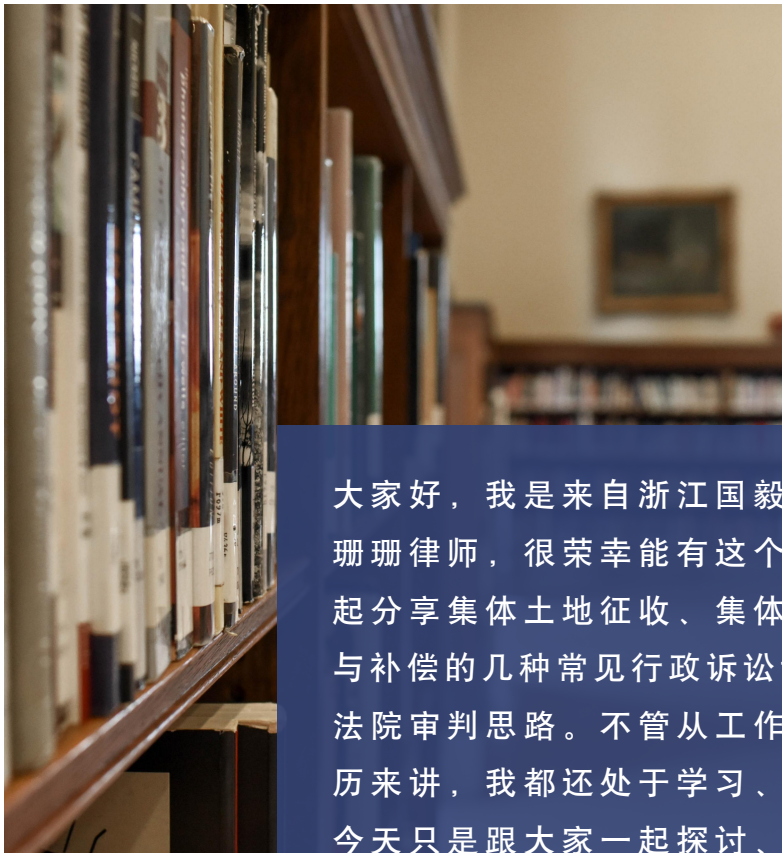 大家好，我是来自浙江国毅
珊珊律师，很荣幸能有这个
起分享集体土地征收、集体
与补偿的几种常见行政诉讼
法院审判思路。不管从工作
历来讲，我都还处于学习、
今天只是跟大家一起探讨、